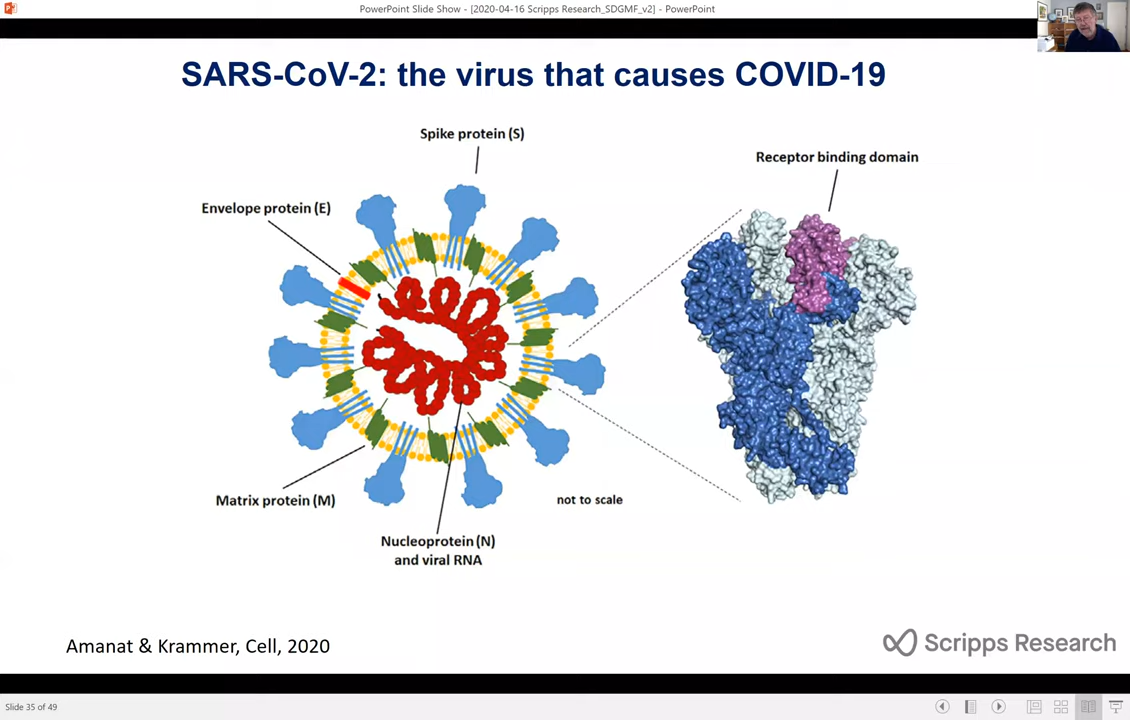 PowerPoint Slide Show - [2020-04-16 Scripps Research_SDGMF_v2] - PowerPoint
SARS-CoV-2: the virus that causes COVID-19
Spike protein (S)
Receptor binding domain
Envelope protein (E)
Matrix protein (M)
not to scale
Nucleoprotein (N)
and viral RNA
Amanat & Krammer, Cell, 2020
Scripps Research
Slide 35 of 49